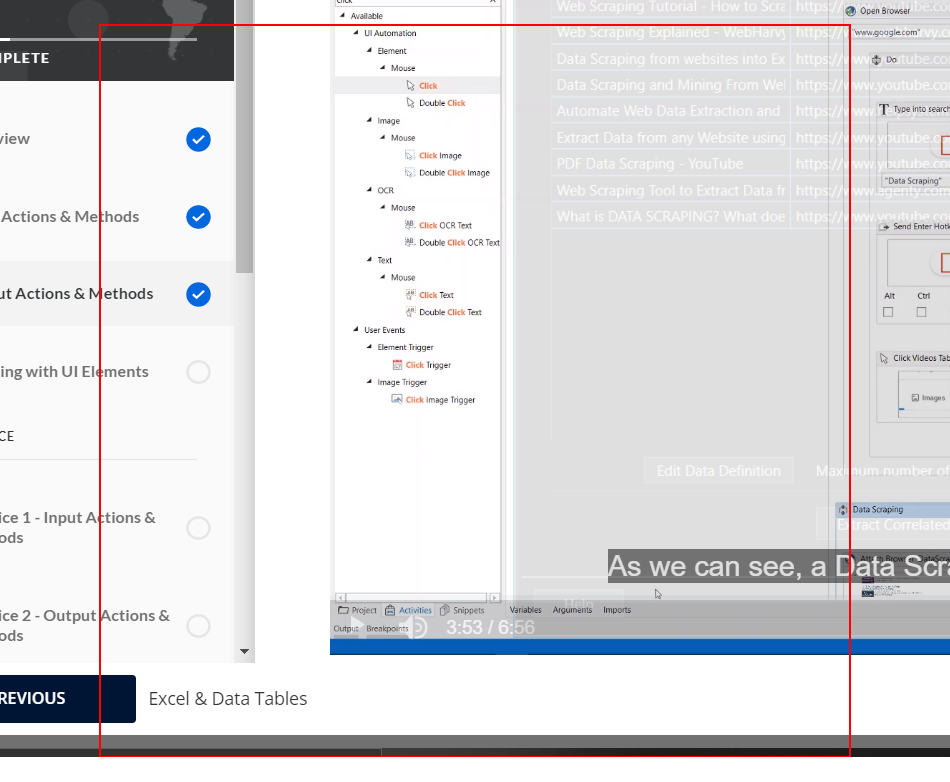 MPLETE
view
Actions & Methods
ut Actions & Methods
ing with UI Elements
CE
ice 1 - Input Actions &
ods
ice 2 - Output Actions &
ods
REVIOUS
Excel & Data Tables
click
Available
UI Automation
Element
Mouse
Click
Double Click
Image
Mouse
Click Image
Double Click Image
OCR
Mouse
Click OCR Text
Double Click OCR Text
Text
Mouse
Click Text
Double Click Text
User Events
Element Trigger
Click Trigger
Image Trigger
Click Image Trigger
Project Activities Snippets
Output Breakpoints
Variables Arguments Imports
3:53 / 6:56
Web Scraping Tutorial - How to Scra https://www.youtube.co
Web Scraping Explained - WebHarvy https://www.
Data Scraping from websites into Ex https://www.youtube.co
Data Scraping and Mining From Wel https://www.youtube.co
Automate Web Data Extraction and https://www.
Extract Data from any Website using https://www.youtube.co
PDF Data Scraping - YouTube https://www.youtube.co
Web Scraping Tool to Extract Data fr https://www.agenty.com
What is DATA SCRAPING? What doe https://www.youtube.co
Edit Data Definition
Maximum number of
Extract Correlated
Help
Open Browser
"www.google.com"
Do
Type into search
"Data Scraping"
Send Enter Hotk
Alt Ctrl
Click Videos Tab
Images
Data Scraping
Attach Browser
As we can see, a Data Scra